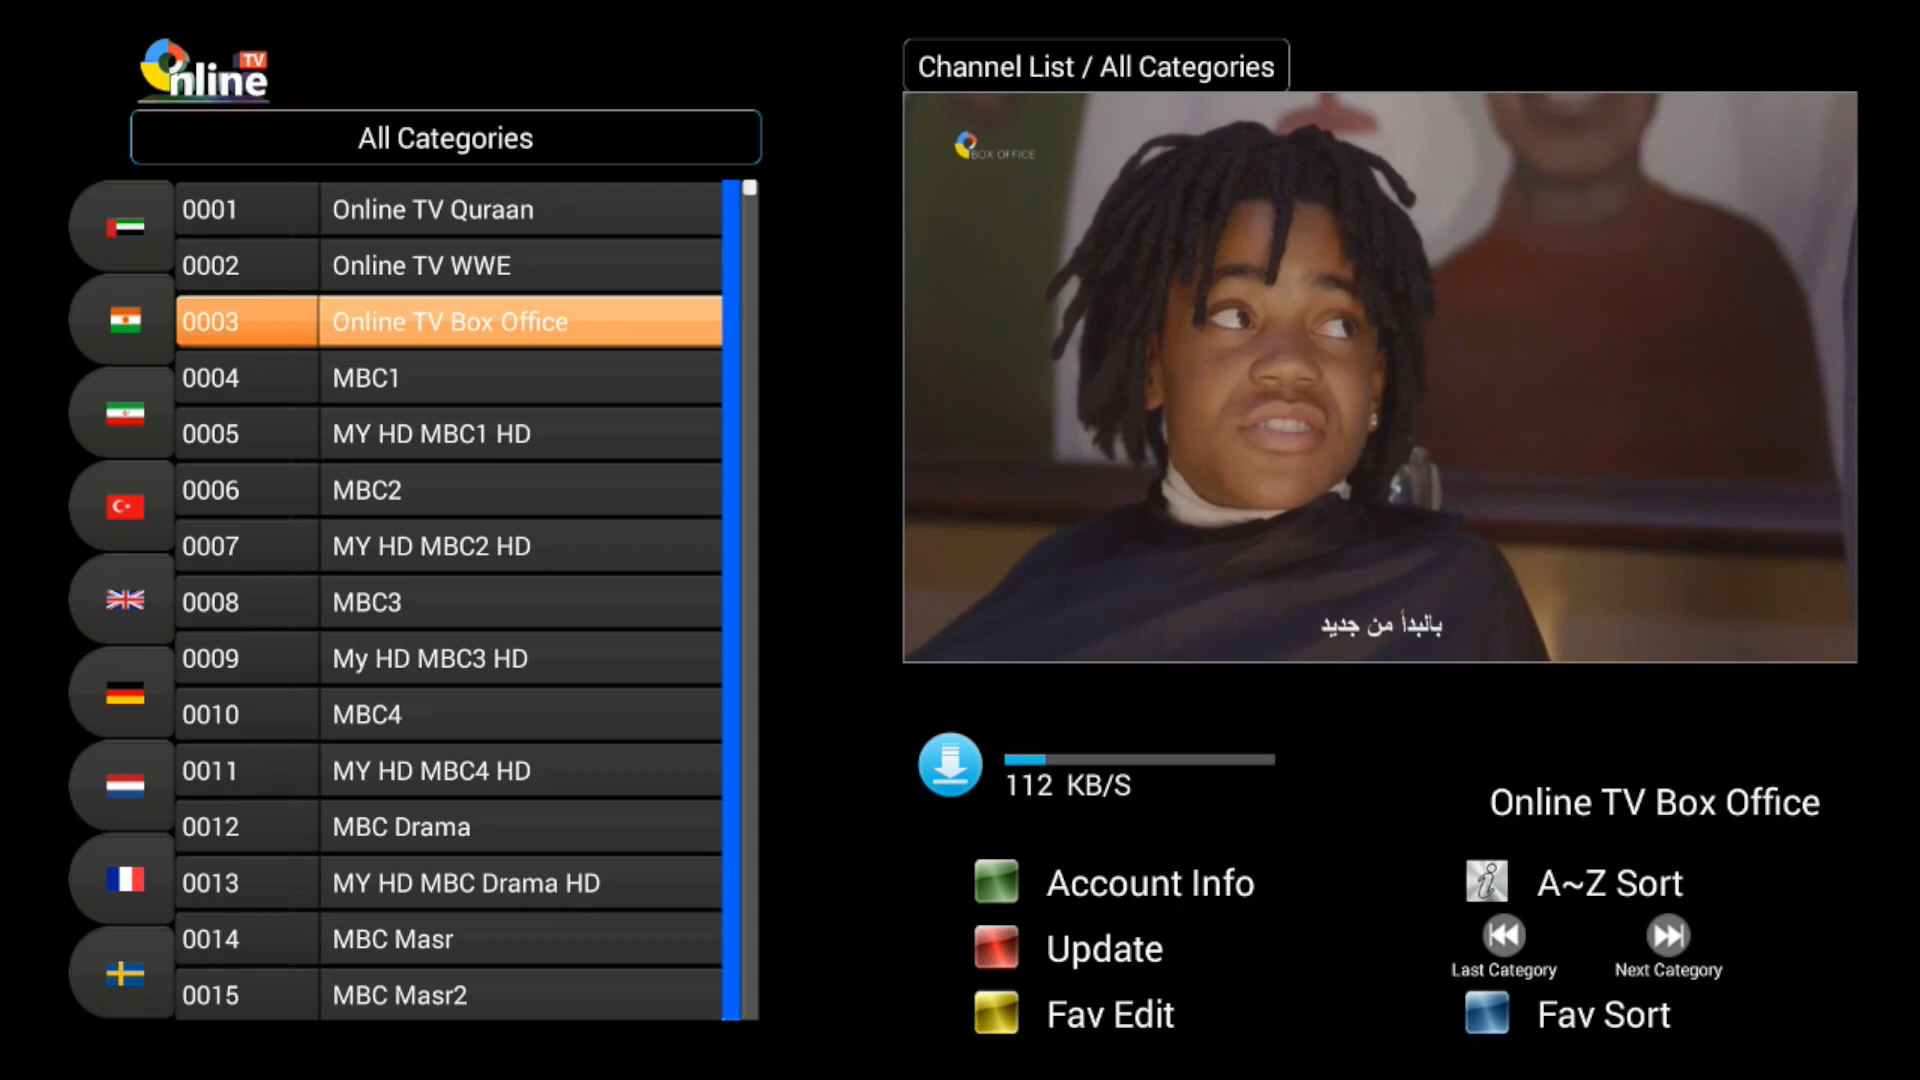 Online TV
All Categories
0001 Online TV Quraan
0002 Online TV WWE
0003 Online TV Box Office
0004 MBC1
0005 MY HD MBC1 HD
0006 MBC2
0007 MY HD MBC2 HD
0008 MBC3
0009 My HD MBC3 HD
0010 MBC4
0011 MY HD MBC4 HD
0012 MBC Drama
0013 MY HD MBC Drama HD
0014 MBC Masr
0015 MBC Masr2
Channel List / All Categories
BOX OFFICE
بالبدأ من جديد
112 KB/S
Online TV Box Office
Account Info
A~Z Sort
Update
Last Category
Next Category
Fav Edit
Fav Sort